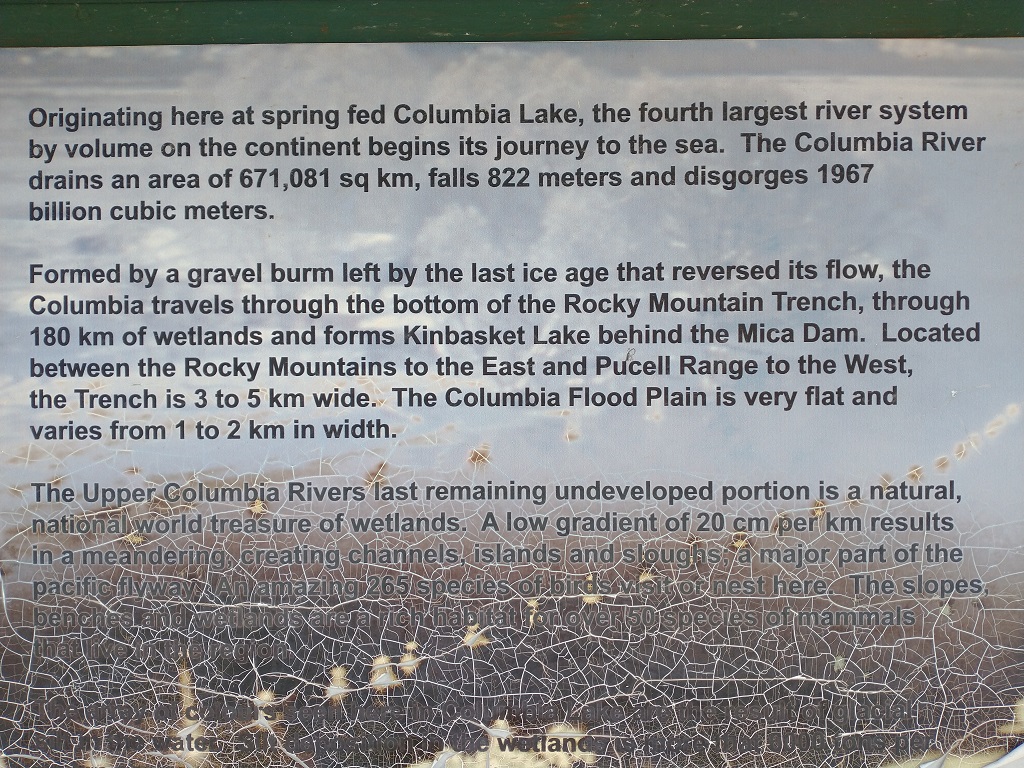 Originating here at spring fed Columbia Lake, the fourth largest river system
by volume on the continent begins its journey to the sea.  The Columbia River
drains an area of 671,081 sq km, falls 822 meters and disgorges 1967
billion cubic meters.
Formed by a gravel burm left by the last ice age that reversed its flow, the
Columbia travels through the bottom of the Rocky Mountain Trench, through
180 km of wetlands and forms Kinbasket Lake behind the Mica Dam.  Located
between the Rocky Mountains to the East and Pucell Range to the West,
the Trench is 3 to 5 km wide.  The Columbia Flood Plain is very flat and
varies from 1 to 2 km in width.
The Upper Columbia Rivers last remaining undeveloped portion is a natural,
national world treasure of wetlands.  A low gradient of 20 cm per km results
in a meandering, creating channels, islands and sloughs, a major part of the
pacific flyway.  An amazing 265 species of birds visit or nest here.  The slopes,
benches and wetlands are a rich habitat for over 50 species of mammals
that live in the region.
the water. the wetlands